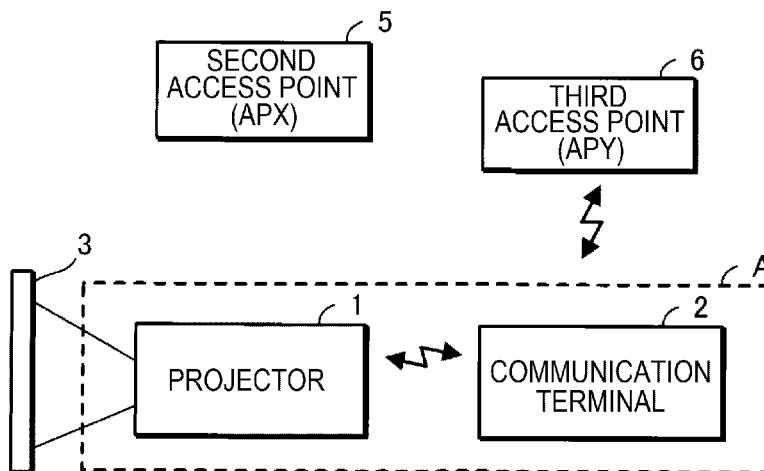 5
SECOND
ACCESS POINT
(APX)
6
THIRD
ACCESS POINT
(APY)
3
A
1
PROJECTOR
2
COMMUNICATION
TERMINAL